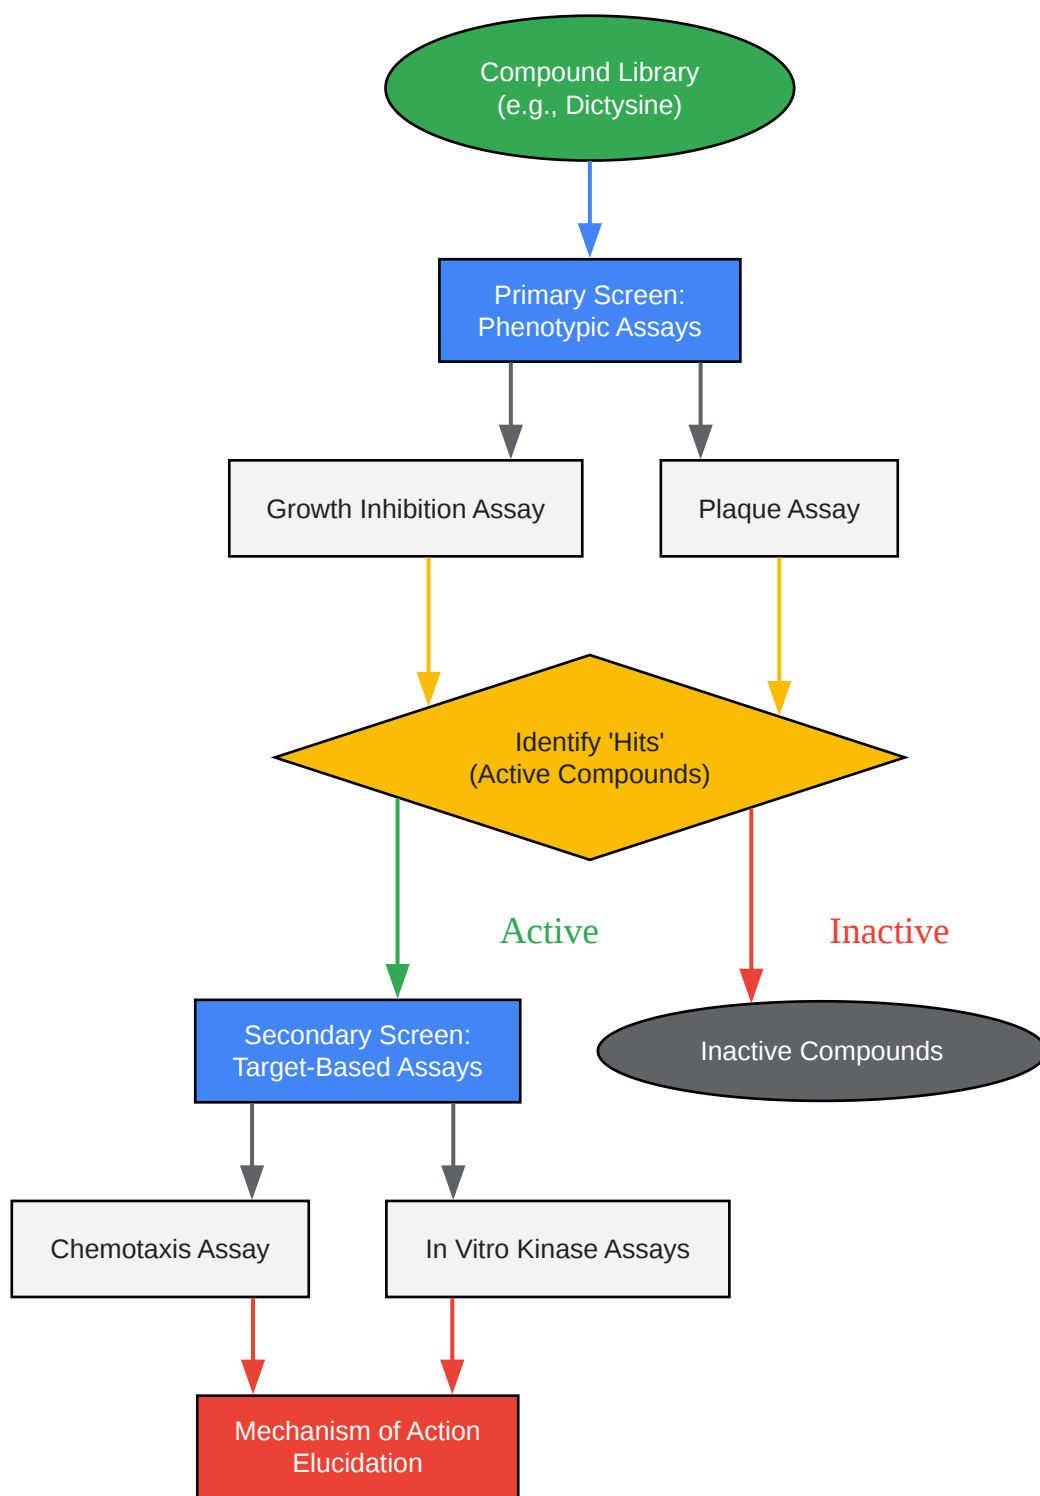 Compound Library
(e.g., Dictysine)
Primary Screen:
Phenotypic Assays
Growth Inhibition Assay
Plaque Assay
Identify 'Hits'
(Active Compounds)
Active
Inactive
Secondary Screen:
Target-Based Assays
Inactive Compounds
Chemotaxis Assay
In Vitro Kinase Assays
Mechanism of Action
Elucidation